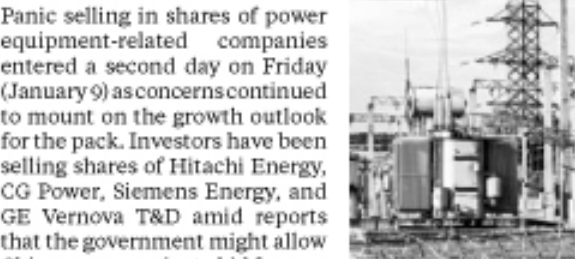 Panic selling in shares of power
equipment-related companies
entered a second day on Friday
(January 9) as concerns continued
to mount on the growth outlook
for the pack. Investors have been
selling shares of Hitachi Energy,
CG Power, Siemens Energy, and
GE Vernova T&D amid reports
that the government might allow